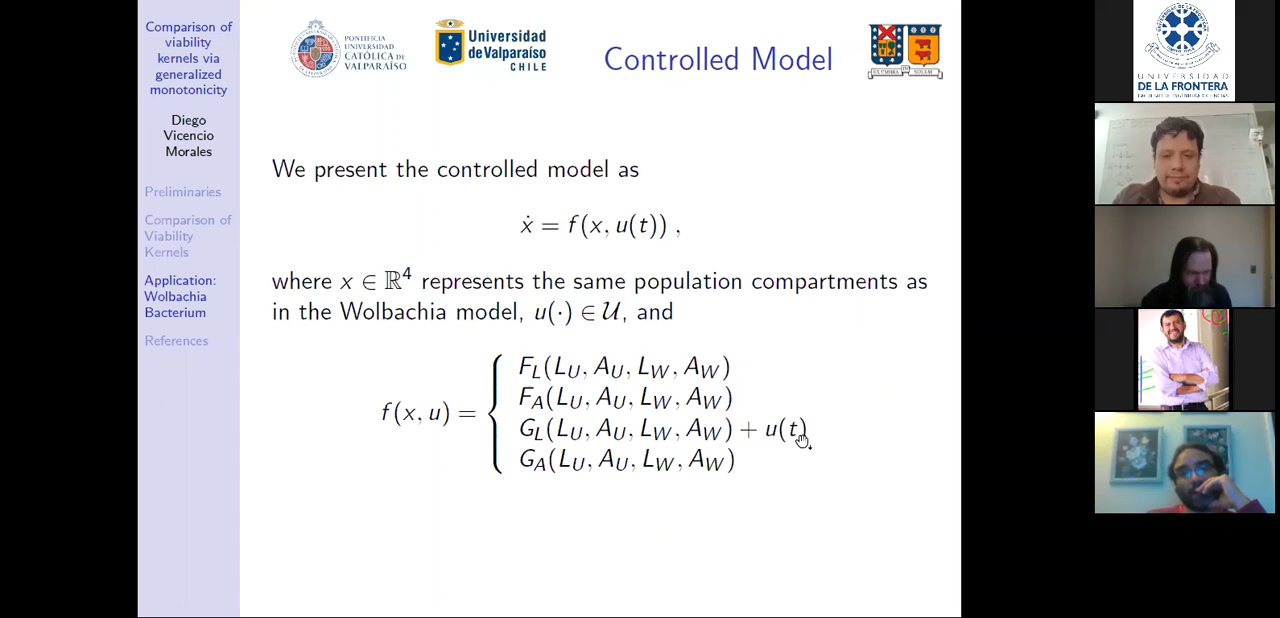 Comparison of
viability
kernels via
generalized
monotonicity
Diego
Vicencio
Morales
Preliminaries
Comparison of
Viability
Kernels
Application:
Wolbachia
Bacterium
References
PONTIFICIA
UNIVERSIDAD
CATÓLICA DE
VALPARAÍSO
Universidad
de Valparaíso
CHILE
Controlled Model
We present the controlled model as
ẋ = f(x, u(t)) ,
where x ∈ ℝ⁴ represents the same population compartments as
in the Wolbachia model, u(·) ∈ 𝒰, and
f(x, u) = {
F_L(L_U, A_U, L_W, A_W)
F_A(L_U, A_U, L_W, A_W)
G_L(L_U, A_U, L_W, A_W) + u(t)
G_A(L_U, A_U, L_W, A_W)
UNIVERSIDAD
DE LA FRONTERA